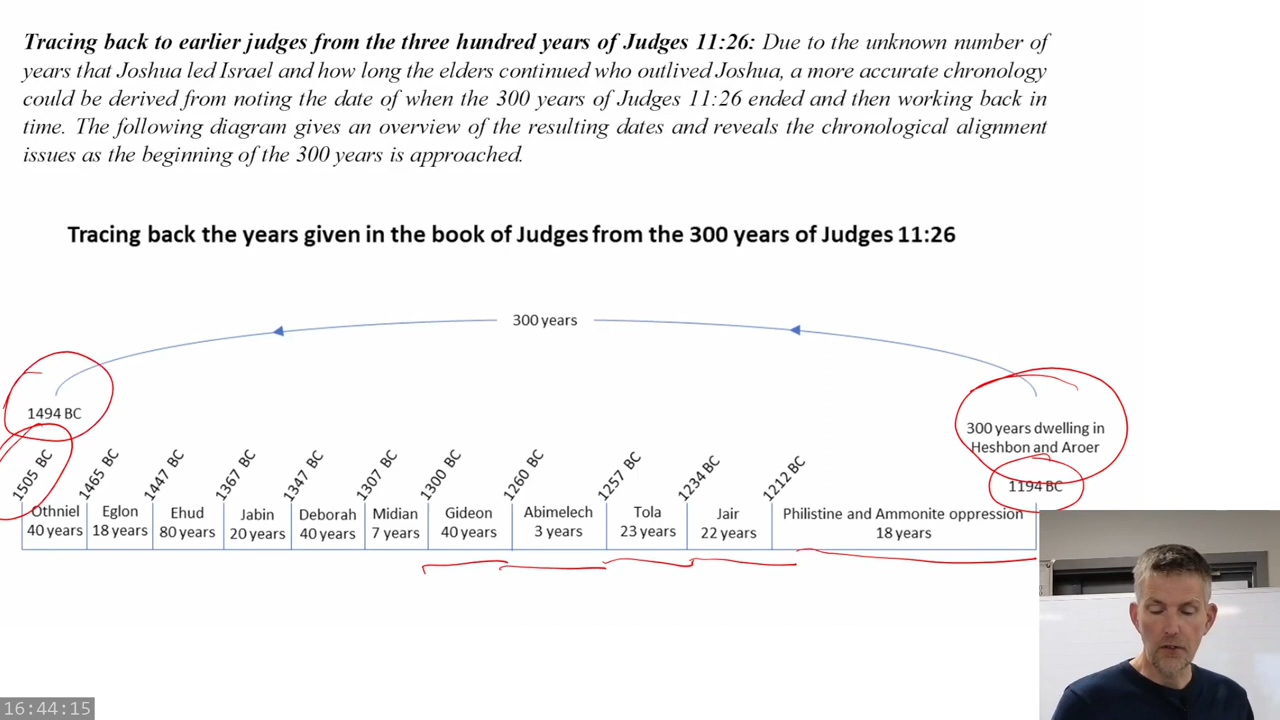 Tracing back to earlier judges from the three hundred years of Judges 11:26: Due to the unknown number of
years that Joshua led Israel and how long the elders continued who outlived Joshua, a more accurate chronology
could be derived from noting the date of when the 300 years of Judges 11:26 ended and then working back in
time. The following diagram gives an overview of the resulting dates and reveals the chronological alignment
issues as the beginning of the 300 years is approached.
Tracing back the years given in the book of Judges from the 300 years of Judges 11:26
300 years
1494 BC
300 years dwelling in
Heshbon and Aroer
1194 BC
1505 BC
1465 BC
1447 BC
1367 BC
1347 BC
1307 BC
1300 BC
1260 BC
1257 BC
1234 BC
1212 BC
Othniel
40 years
Eglon
18 years
Ehud
80 years
Jabin
20 years
Deborah
40 years
Midian
7 years
Gideon
40 years
Abimelech
3 years
Tola
23 years
Jair
22 years
Philistine and Ammonite oppression
18 years
16:44:15